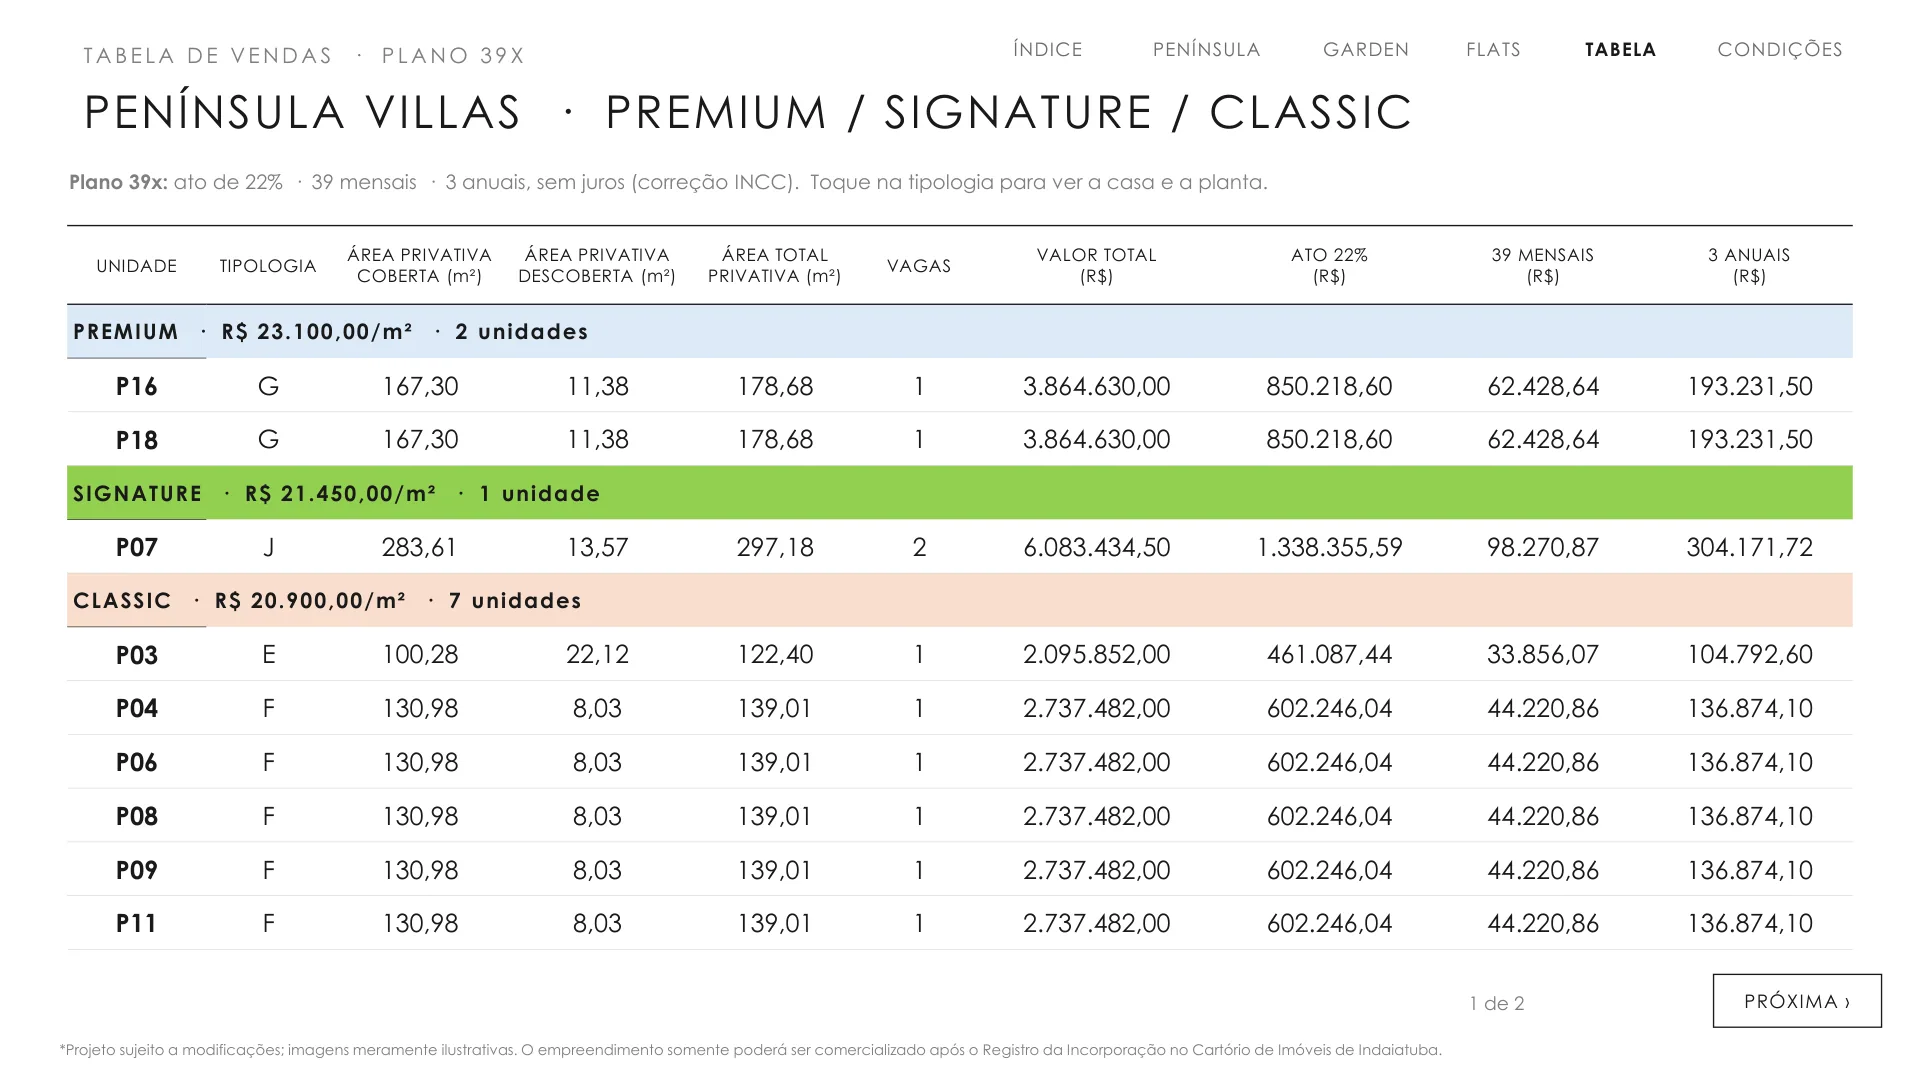 TABELA DE VENDAS · PLANO 39X
ÍNDICE PENÍNSULA GARDEN FLATS TABELA CONDIÇÕES
PENÍNSULA VILLAS · PREMIUM / SIGNATURE / CLASSIC
Plano 39x: ato de 22% · 39 mensais · 3 anuais, sem juros (correção INCC). Toque na tipologia para ver a casa e a planta.
UNIDADE TIPOLOGIA ÁREA PRIVATIVA COBERTA (m²) ÁREA PRIVATIVA DESCOBERTA (m²) ÁREA TOTAL PRIVATIVA (m²) VAGAS VALOR TOTAL (R$) ATO 22% (R$) 39 MENSAIS (R$) 3 ANUAIS (R$)
PREMIUM · R$ 23.100,00/m² · 2 unidades
P16 G 167,30 11,38 178,68 1 3.864.630,00 850.218,60 62.428,64 193.231,50
P18 G 167,30 11,38 178,68 1 3.864.630,00 850.218,60 62.428,64 193.231,50
SIGNATURE · R$ 21.450,00/m² · 1 unidade
P07 J 283,61 13,57 297,18 2 6.083.434,50 1.338.355,59 98.270,87 304.171,72
CLASSIC · R$ 20.900,00/m² · 7 unidades
P03 E 100,28 22,12 122,40 1 2.095.852,00 461.087,44 33.856,07 104.792,60
P04 F 130,98 8,03 139,01 1 2.737.482,00 602.246,04 44.220,86 136.874,10
P06 F 130,98 8,03 139,01 1 2.737.482,00 602.246,04 44.220,86 136.874,10
P08 F 130,98 8,03 139,01 1 2.737.482,00 602.246,04 44.220,86 136.874,10
P09 F 130,98 8,03 139,01 1 2.737.482,00 602.246,04 44.220,86 136.874,10
P11 F 130,98 8,03 139,01 1 2.737.482,00 602.246,04 44.220,86 136.874,10
1 de 2
PRÓXIMA ›
*Projeto sujeito a modificações; imagens meramente ilustrativas. O empreendimento somente poderá ser comercializado após o Registro da Incorporação no Cartório de Imóveis de Indaiatuba.